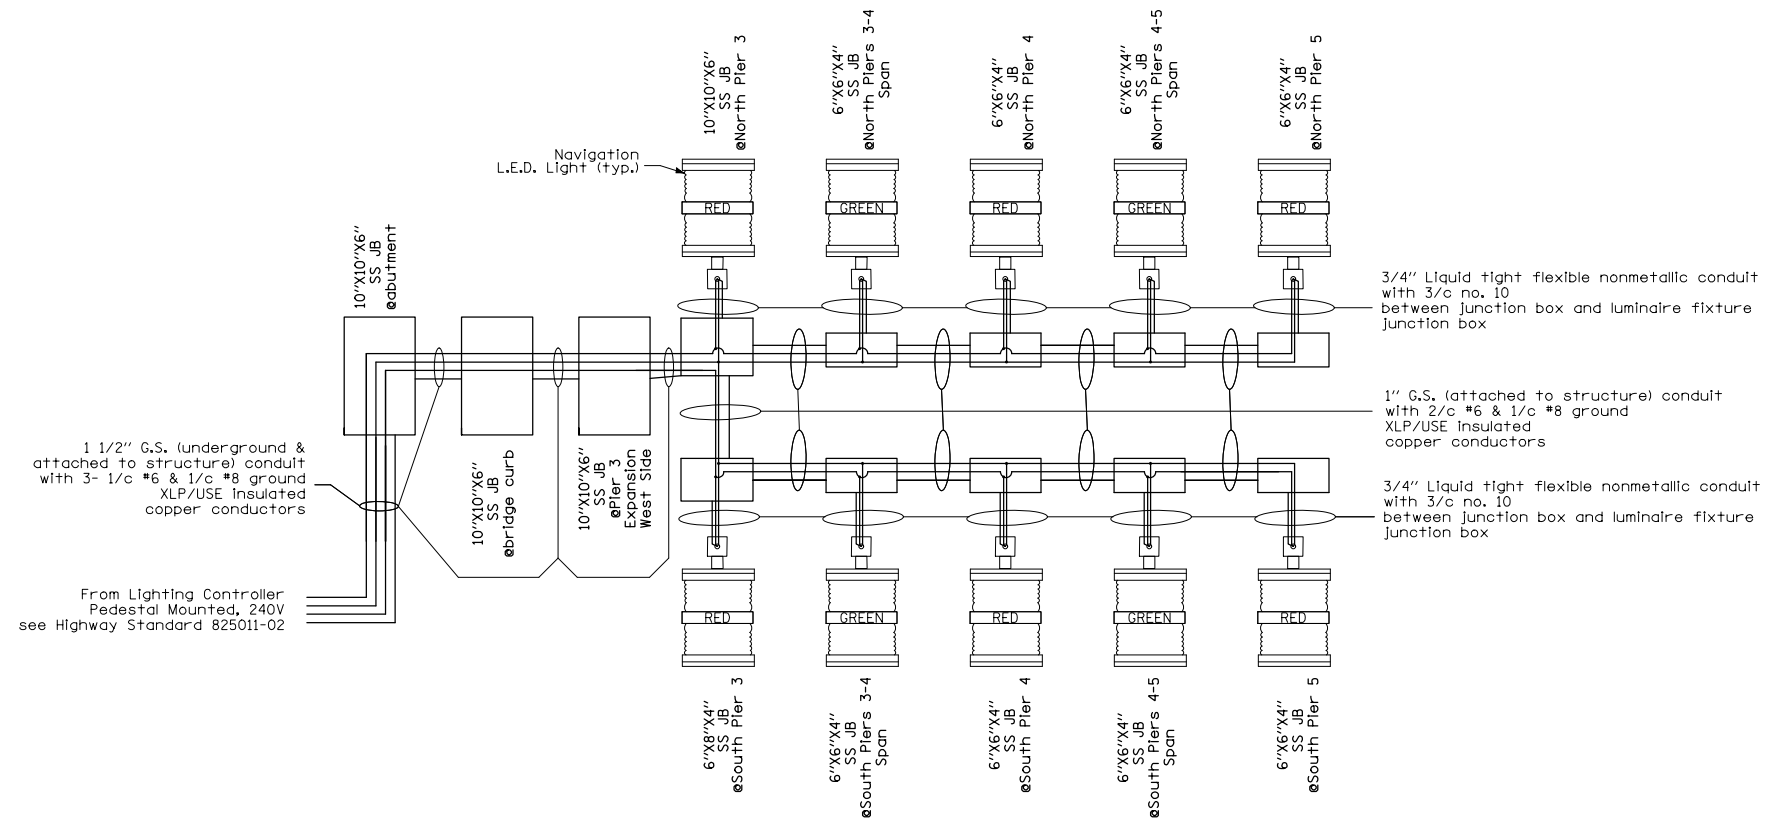 10"X10"X6"
SS JB
@North Pier 3
6"X6"X4"
SS JB
@North Piers 3-4
Span
6"X6"X4"
SS JB
@North Pier 4
6"X6"X4"
SS JB
@North Piers 4-5
Span
6"X6"X4"
SS JB
@North Pier 5
Navigation
L.E.D. Light (typ.)
RED
GREEN
RED
GREEN
RED
10"X10"X6"
SS JB
@abutment
3/4" Liquid tight flexible nonmetallic conduit
with 3/c no. 10
between junction box and luminaire fixture
junction box
1" G.S. (attached to structure) conduit
with 2/c #6 & 1/c #8 ground
XLP/USE insulated
copper conductors
1 1/2" G.S. (underground &
attached to structure) conduit
with 3- 1/c #6 & 1/c #8 ground
XLP/USE insulated
copper conductors
10"X10"X6"
SS JB
@bridge curb
10"X10"X6"
SS JB
@Pier 3
Expansion
West Side
3/4" Liquid tight flexible nonmetallic conduit
with 3/c no. 10
between junction box and luminaire fixture
junction box
From Lighting Controller
Pedestal Mounted, 240V
see Highway Standard 825011-02
RED
GREEN
RED
GREEN
RED
6"X8"X4"
SS JB
@South Pier 3
6"X6"X4"
SS JB
@South Piers 3-4
Span
6"X6"X4"
SS JB
@South Pier 4
6"X6"X4"
SS JB
@South Piers 4-5
Span
6"X6"X4"
SS JB
@South Pier 5